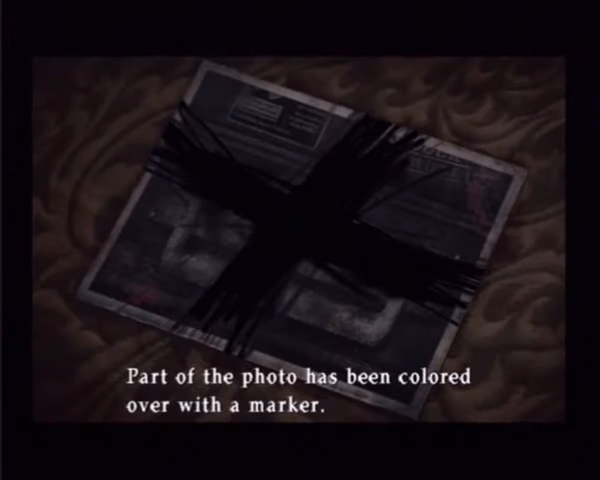 Part of the photo has been colored
over with a marker.